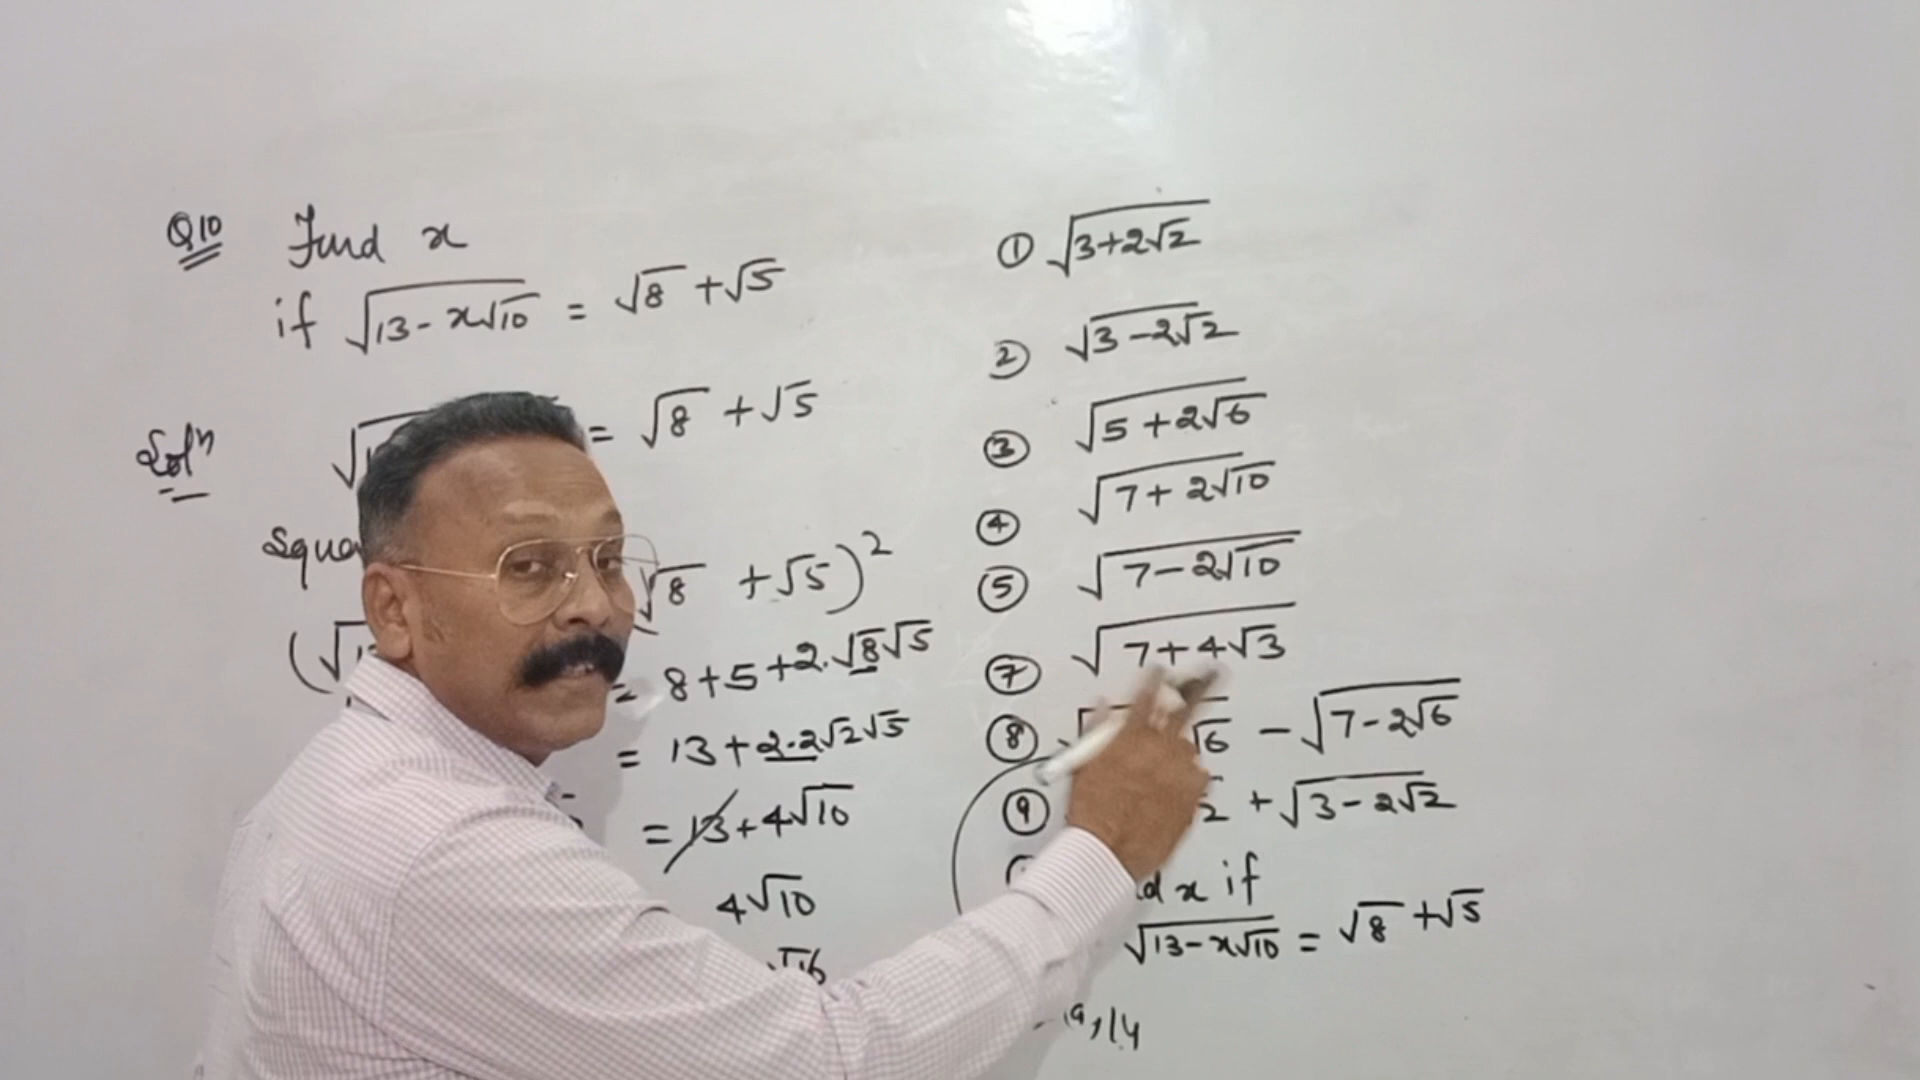 Q10 Find x
if √(13 - x√10) = √8 + √5
Solⁿ
= √8 + √5
√8 + √5)²
= 8 + 5 + 2.√8√5
= 13 + 2.2√2√5
= 13 + 4√10
4√10
① √(3+2√2)
② √(3-2√2)
③ √(5+2√6)
④ √(7+2√10)
⑤ √(7-2√10)
⑦ √(7+4√3)
⑧ √6 - √(7-2√6)
⑨ 2 + √(3-2√2)
x if
√(13-x√10) = √8 + √5